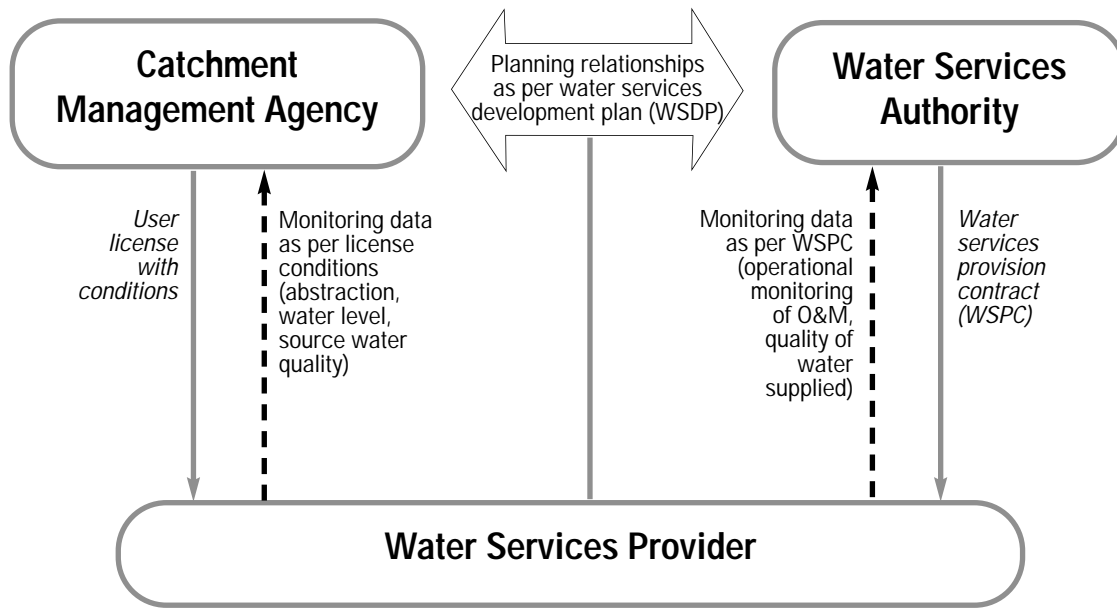 Catchment
Management Agency
Planning relationships
as per water services
development plan (WSDP)
Water Services
Authority
User
license
with
conditions
Monitoring data
as per license
conditions
(abstraction,
water level,
source water
quality)
Monitoring data
as per WSPC
(operational
monitoring
of O&M,
quality of
water
supplied)
Water
services
provision
contract
(WSPC)
Water Services Provider